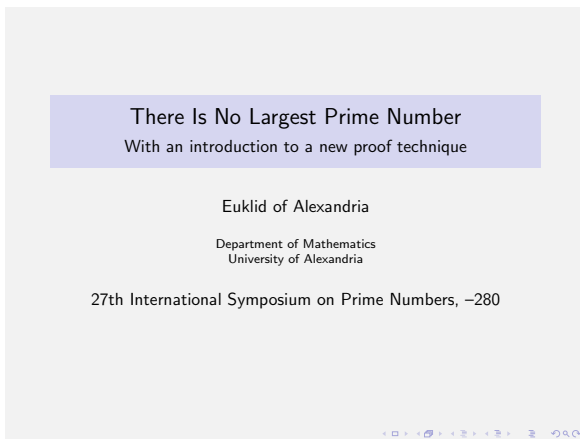 There Is No Largest Prime Number
With an introduction to a new proof technique
Euklid of Alexandria
Department of Mathematics
University of Alexandria
27th International Symposium on Prime Numbers, –280